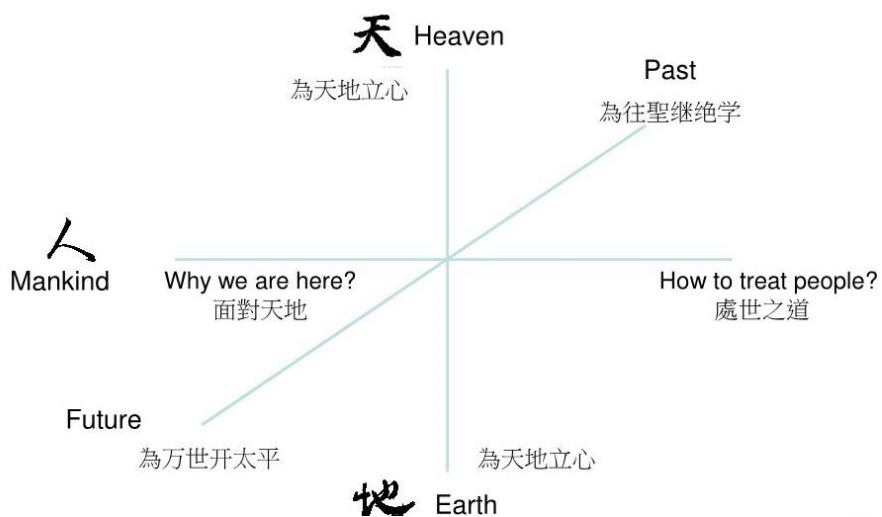 天 Heaven
為天地立心
Past
為往聖继绝学
人
Mankind
Why we are here?
面對天地
How to treat people?
處世之道
Future
為万世开太平
為天地立心
地 Earth